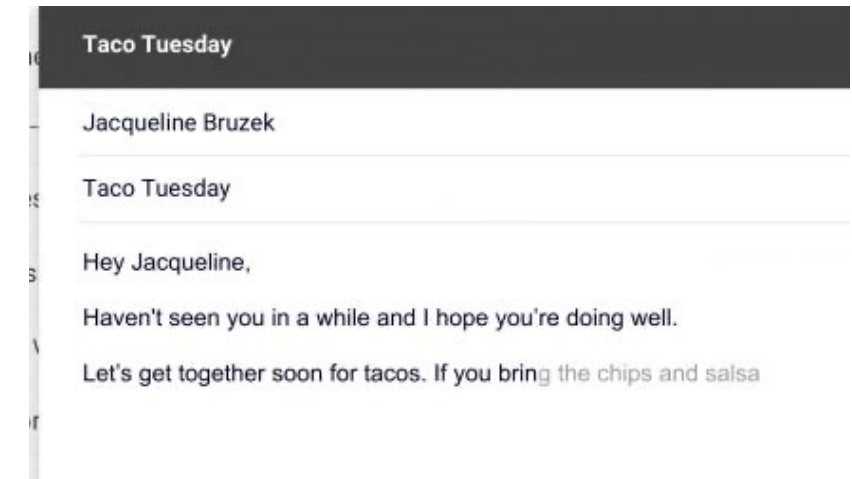 Taco Tuesday
Jacqueline Bruzek
Taco Tuesday
Hey Jacqueline,
Haven't seen you in a while and I hope you're doing well.
Let's get together soon for tacos. If you bring the chips and salsa